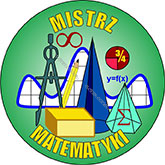 MISTRZ
3/4
y=f(x)
Σ
MATEMATYKI